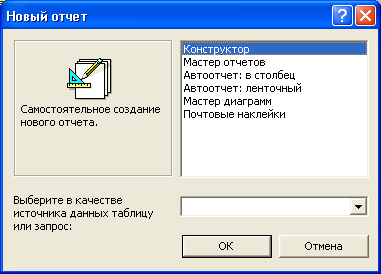 Новый отчет
Самостоятельное создание
нового отчета.
Конструктор
Мастер отчетов
Автоотчет: в столбец
Автоотчет: ленточный
Мастер диаграмм
Почтовые наклейки
Выберите в качестве
источника данных таблицу
или запрос:
ОК
Отмена